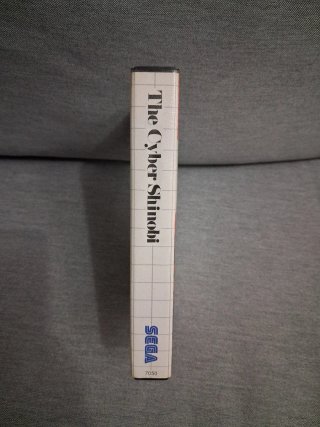 The Cyber Shinobi
SEGA
7050